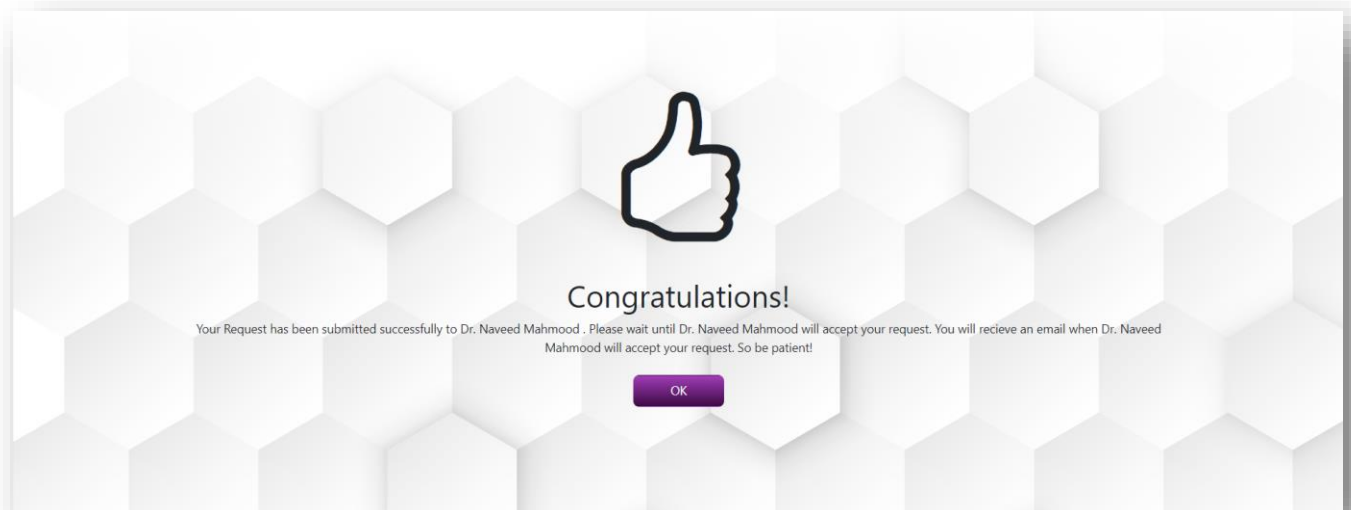 Congratulations!
Your Request has been submitted successfully to Dr. Naveed Mahmood . Please wait until Dr. Naveed Mahmood will accept your request. You will recieve an email when Dr. Naveed
Mahmood will accept your request. So be patient!
OK